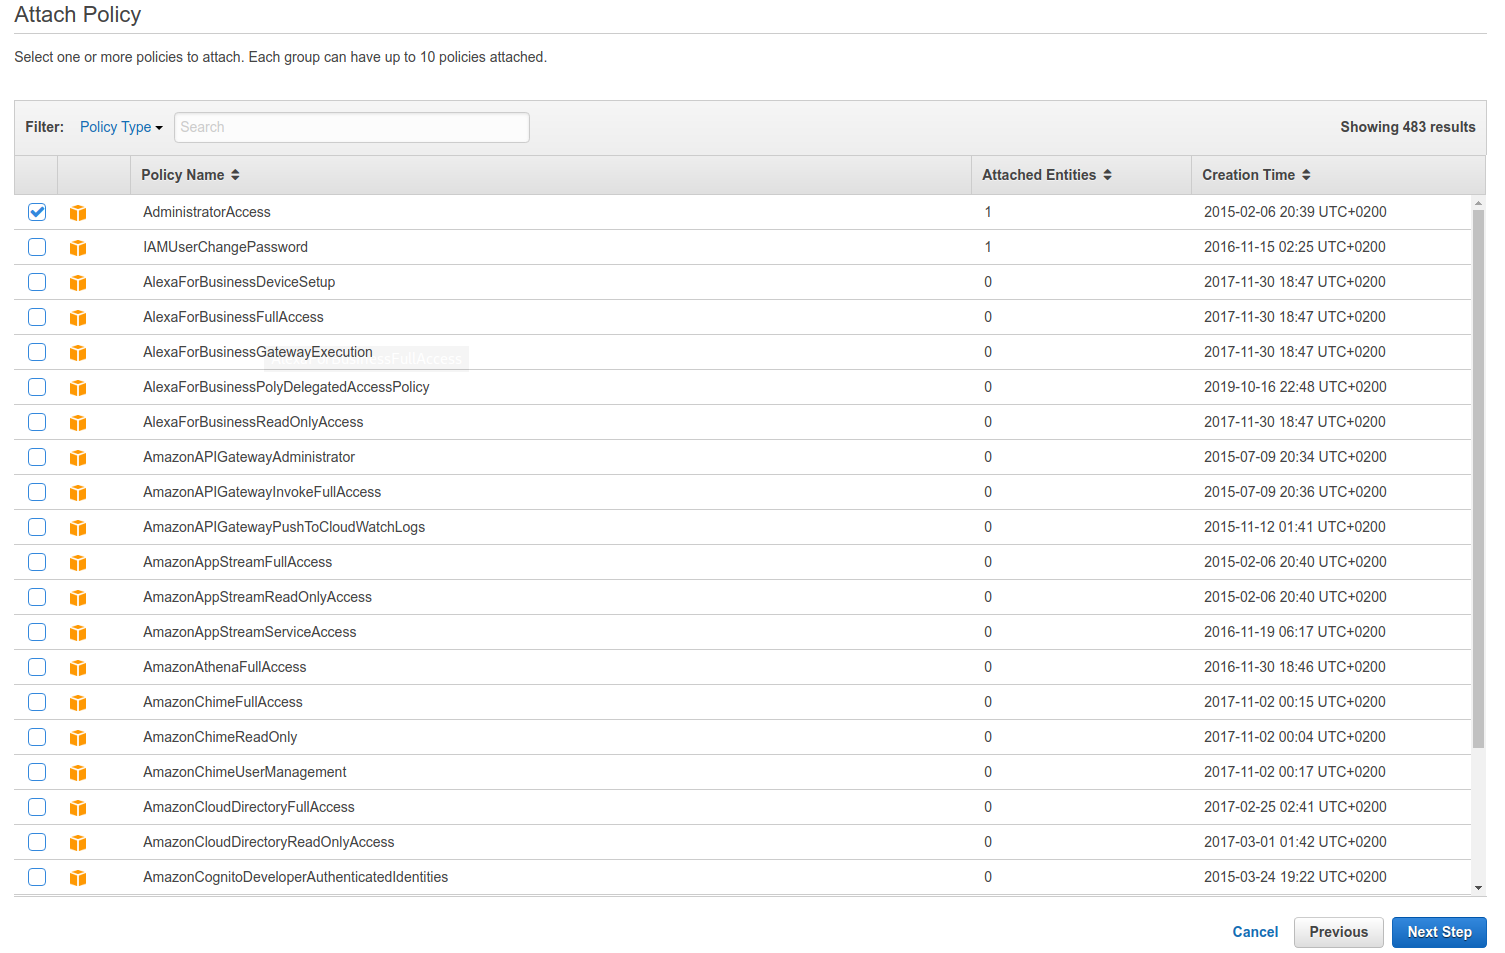 Attach Policy
Select one or more policies to attach. Each group can have up to 10 policies attached.
Filter: Policy Type Search Showing 483 results
Policy Name Attached Entities Creation Time
AdministratorAccess 1 2015-02-06 20:39 UTC+0200
IAMUserChangePassword 1 2016-11-15 02:25 UTC+0200
AlexaForBusinessDeviceSetup 0 2017-11-30 18:47 UTC+0200
AlexaForBusinessFullAccess 0 2017-11-30 18:47 UTC+0200
AlexaForBusinessGatewayExecution 0 2017-11-30 18:47 UTC+0200
AlexaForBusinessPolyDelegatedAccessPolicy 0 2019-10-16 22:48 UTC+0200
AlexaForBusinessReadOnlyAccess 0 2017-11-30 18:47 UTC+0200
AmazonAPIGatewayAdministrator 0 2015-07-09 20:34 UTC+0200
AmazonAPIGatewayInvokeFullAccess 0 2015-07-09 20:36 UTC+0200
AmazonAPIGatewayPushToCloudWatchLogs 0 2015-11-12 01:41 UTC+0200
AmazonAppStreamFullAccess 0 2015-02-06 20:40 UTC+0200
AmazonAppStreamReadOnlyAccess 0 2015-02-06 20:40 UTC+0200
AmazonAppStreamServiceAccess 0 2016-11-19 06:17 UTC+0200
AmazonAthenaFullAccess 0 2016-11-30 18:46 UTC+0200
AmazonChimeFullAccess 0 2017-11-02 00:15 UTC+0200
AmazonChimeReadOnly 0 2017-11-02 00:04 UTC+0200
AmazonChimeUserManagement 0 2017-11-02 00:17 UTC+0200
AmazonCloudDirectoryFullAccess 0 2017-02-25 02:41 UTC+0200
AmazonCloudDirectoryReadOnlyAccess 0 2017-03-01 01:42 UTC+0200
AmazonCognitoDeveloperAuthenticatedIdentities 0 2015-03-24 19:22 UTC+0200
Cancel Previous Next Step